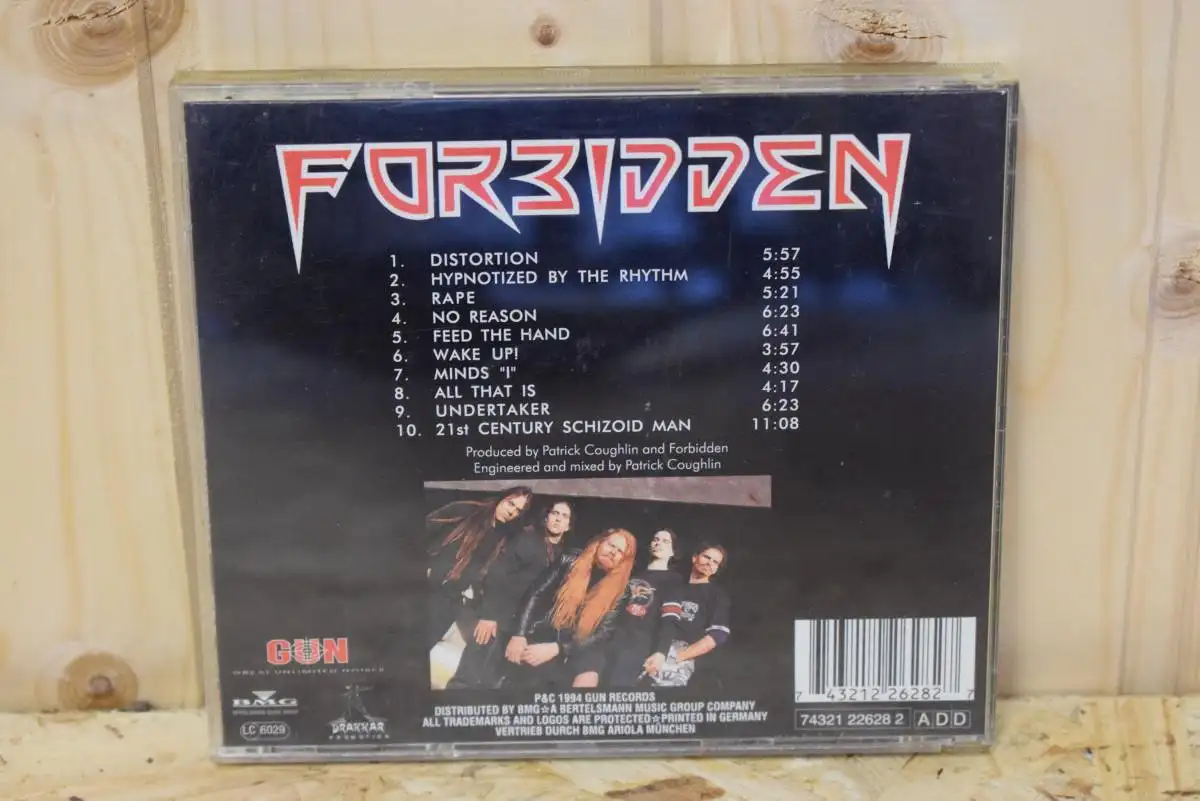 FORBIDDEN
1. DISTORTION 5:57
2. HYPNOTIZED BY THE RHYTHM 4:55
3. RAPE 5:21
4. NO REASON 6:23
5. FEED THE HAND 6:41
6. WAKE UP! 3:57
7. MINDS "I" 4:30
8. ALL THAT IS 4:17
9. UNDERTAKER 6:23
10. 21st CENTURY SCHIZOID MAN 11:08
Produced by Patrick Coughlin and Forbidden
Engineered and mixed by Patrick Coughlin
GUN
GREAT UNLIMITED NOISES
BMG
LC 6029
DRAKKAR
PROMOTION
P&C 1994 GUN RECORDS
DISTRIBUTED BY BMG☆A BERTELSMANN MUSIC GROUP COMPANY
ALL TRADEMARKS AND LOGOS ARE PROTECTED☆PRINTED IN GERMANY
VERTRIEB DURCH BMG ARIOLA MÜNCHEN
7 43212 26282 7
74321 22628 2 ADD